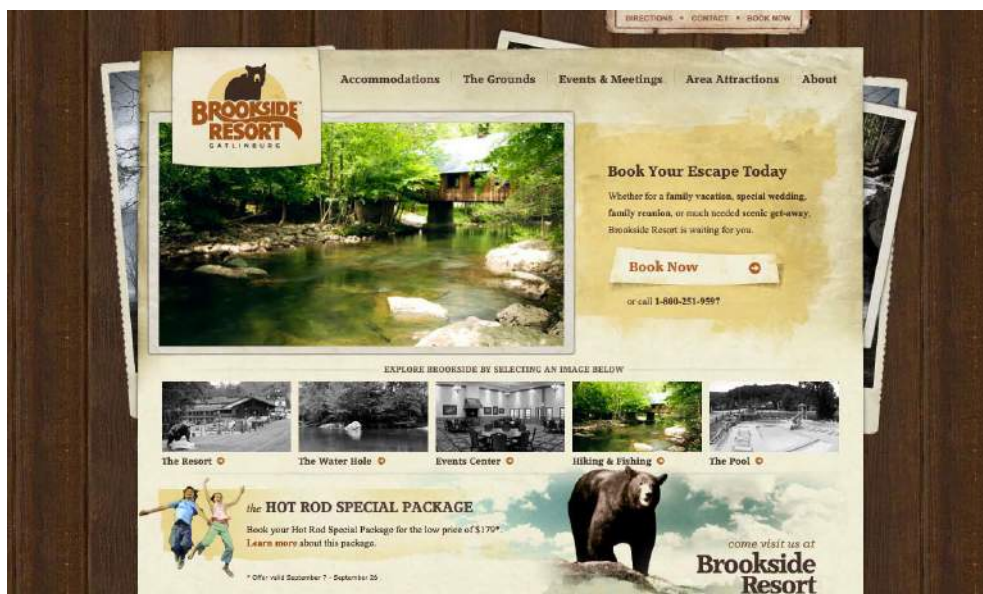 DIRECTIONS • CONTACT • BOOK NOW
BROOKSIDE
RESORT
GATLINBURG
Accommodations
The Grounds
Events & Meetings
Area Attractions
About
Book Your Escape Today
Whether for a family vacation, special wedding,
family reunion, or much needed scenic get-away,
Brookside Resort is waiting for you.
Book Now
or call 1-800-251-9597
EXPLORE BROOKSIDE BY SELECTING AN IMAGE BELOW
The Resort
The Water Hole
Events Center
Hiking & Fishing
The Pool
the HOT ROD SPECIAL PACKAGE
Book your Hot Rod Special Package for the low price of $179*.
Learn more about this package.
* Offer valid September 7 - September 26
come visit us at
Brookside
Resort